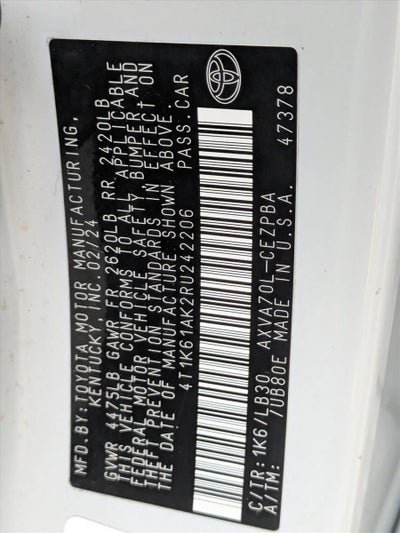 MFD.BY:TOYOTA MOTOR MANUFACTURING,
KENTUCKY, INC. 02/24
GVWR 4475LB GAWR FR 2620LB RR 2420LB
THIS VEHICLE CONFORMS TO ALL APPLICABLE
FEDERAL MOTOR VEHICLE SAFETY, BUMPER, AND
THEFT PREVENTION STANDARDS IN EFFECT ON
THE DATE OF MANUFACTURE SHOWN ABOVE.
4T1K61AK2RU242206 PASS.CAR
C/TR:1K6/LB30 AXVA70L-CEZPBA
A/TM: 7UB80E MADE IN U.S.A. 47378